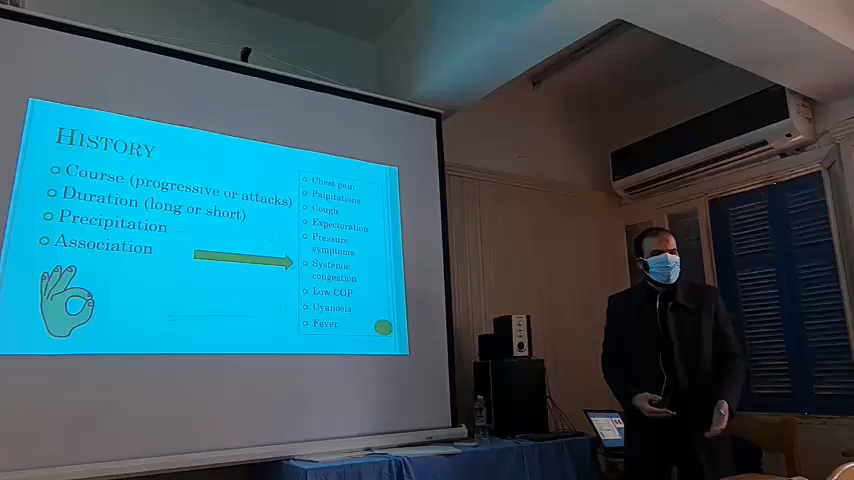 HISTORY
Course (progressive or attacks)
Duration (long or short)
Precipitation
Association
Chest pain
Palpitations
Cough
Expectoration
Pressure
symptoms
Systemic
congestion
Low COP
Cyanosis
Fever